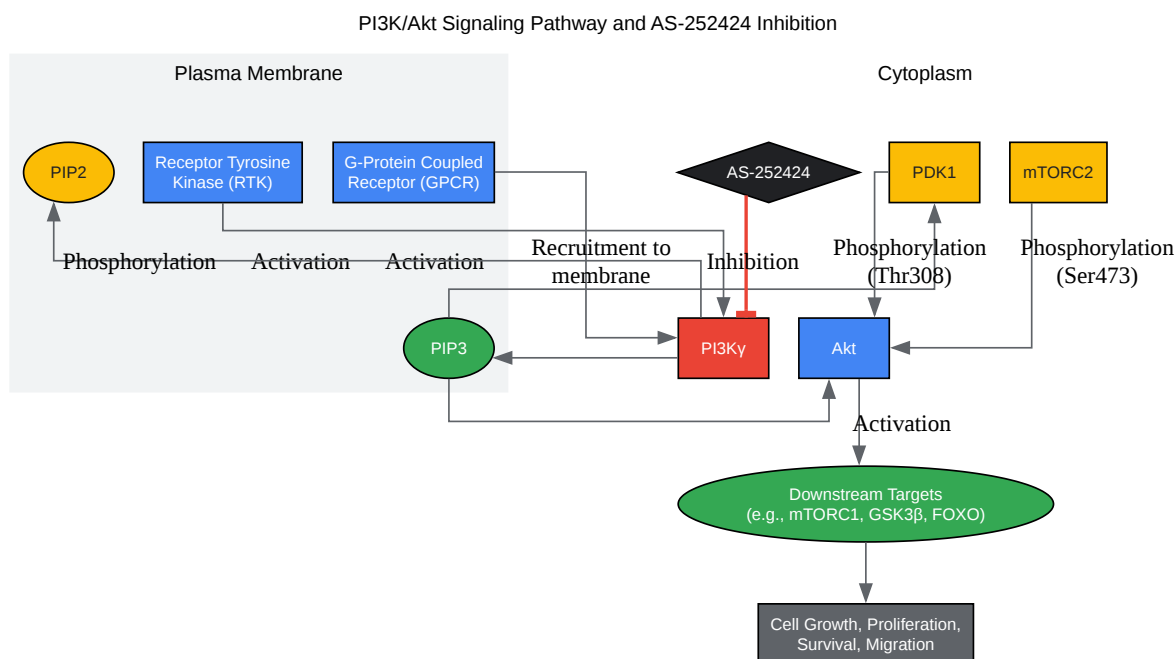 PI3K/Akt Signaling Pathway and AS-252424 Inhibition
Plasma Membrane
Cytoplasm
PIP2
Receptor Tyrosine
Kinase (RTK)
G-Protein Coupled
Receptor (GPCR)
AS-252424
PDK1
mTORC2
Phosphorylation
Activation
Activation
Recruitment to
membrane
Inhibition
Phosphorylation
(Thr308)
Phosphorylation
(Ser473)
PIP3
PI3Kγ
Akt
Activation
Downstream Targets
(e.g., mTORC1, GSK3β, FOXO)
Cell Growth, Proliferation,
Survival, Migration